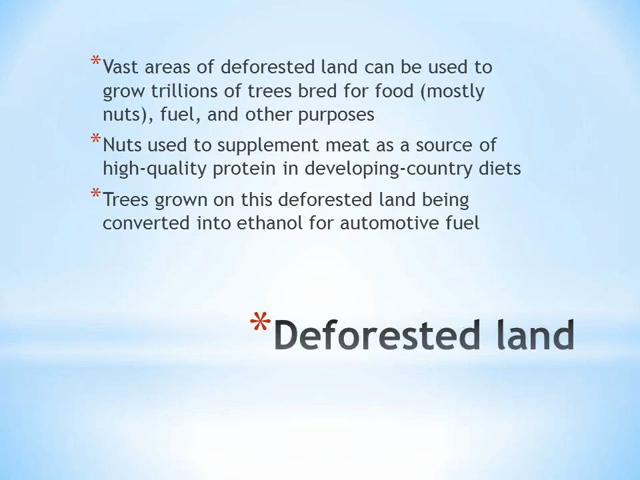 *Vast areas of deforested land can be used to
grow trillions of trees bred for food (mostly
nuts), fuel, and other purposes
*Nuts used to supplement meat as a source of
high-quality protein in developing-country diets
*Trees grown on this deforested land being
converted into ethanol for automotive fuel
*Deforested land